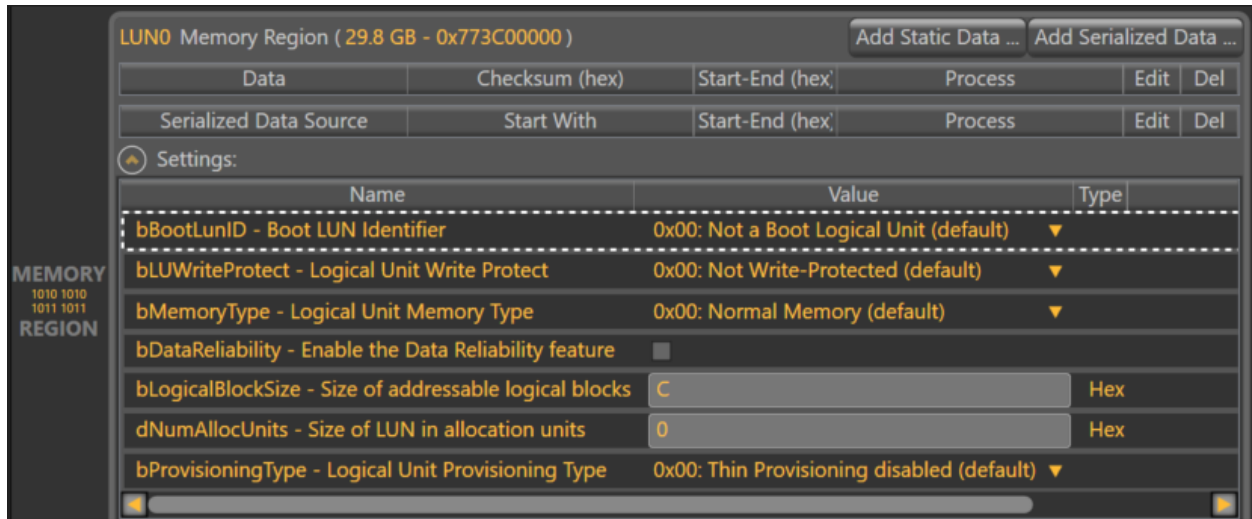 LUN0 Memory Region ( 29.8 GB - 0x773C00000 ) Add Static Data ... Add Serialized Data ...
Data Checksum (hex) Start-End (hex) Process Edit Del
Serialized Data Source Start With Start-End (hex) Process Edit Del
Settings:
Name Value Type
bBootLunID - Boot LUN Identifier 0x00: Not a Boot Logical Unit (default)
bLUWriteProtect - Logical Unit Write Protect 0x00: Not Write-Protected (default)
MEMORY
1010 1010
1011 1011
REGION
bMemoryType - Logical Unit Memory Type 0x00: Normal Memory (default)
bDataReliability - Enable the Data Reliability feature
bLogicalBlockSize - Size of addressable logical blocks C Hex
dNumAllocUnits - Size of LUN in allocation units 0 Hex
bProvisioningType - Logical Unit Provisioning Type 0x00: Thin Provisioning disabled (default)